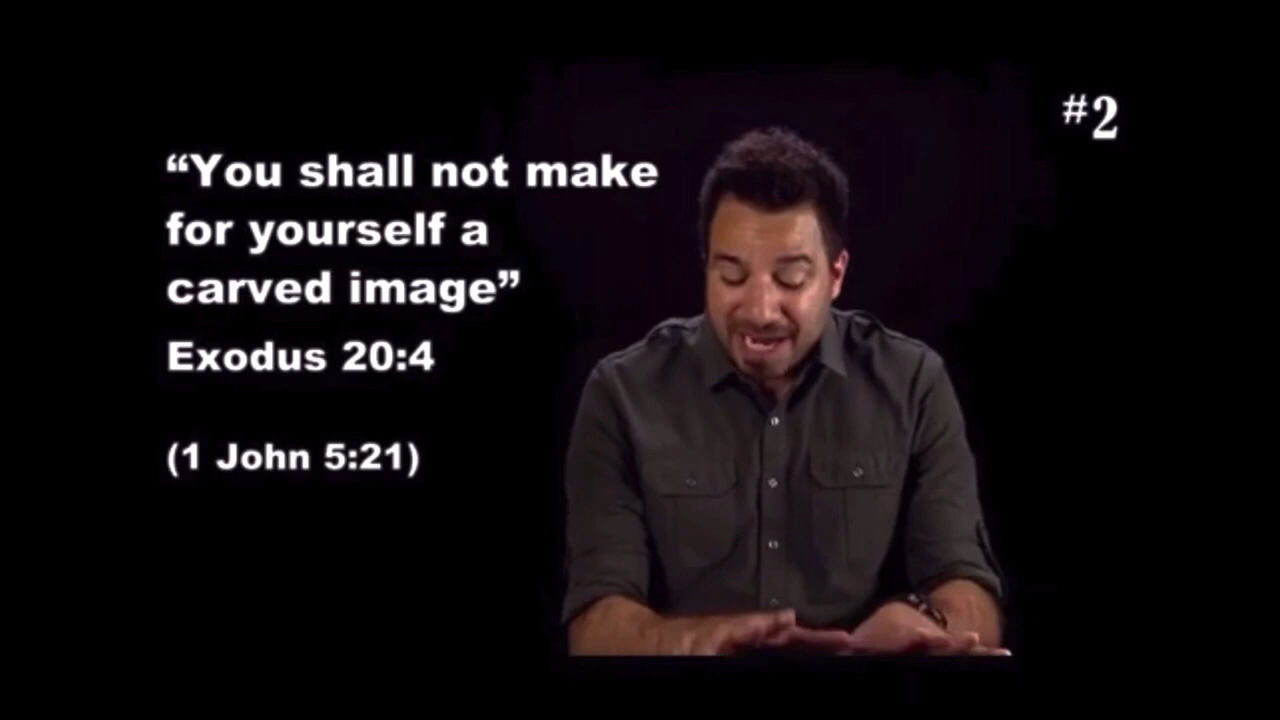 #2
“You shall not make
for yourself a
carved image”
Exodus 20:4
(1 John 5:21)